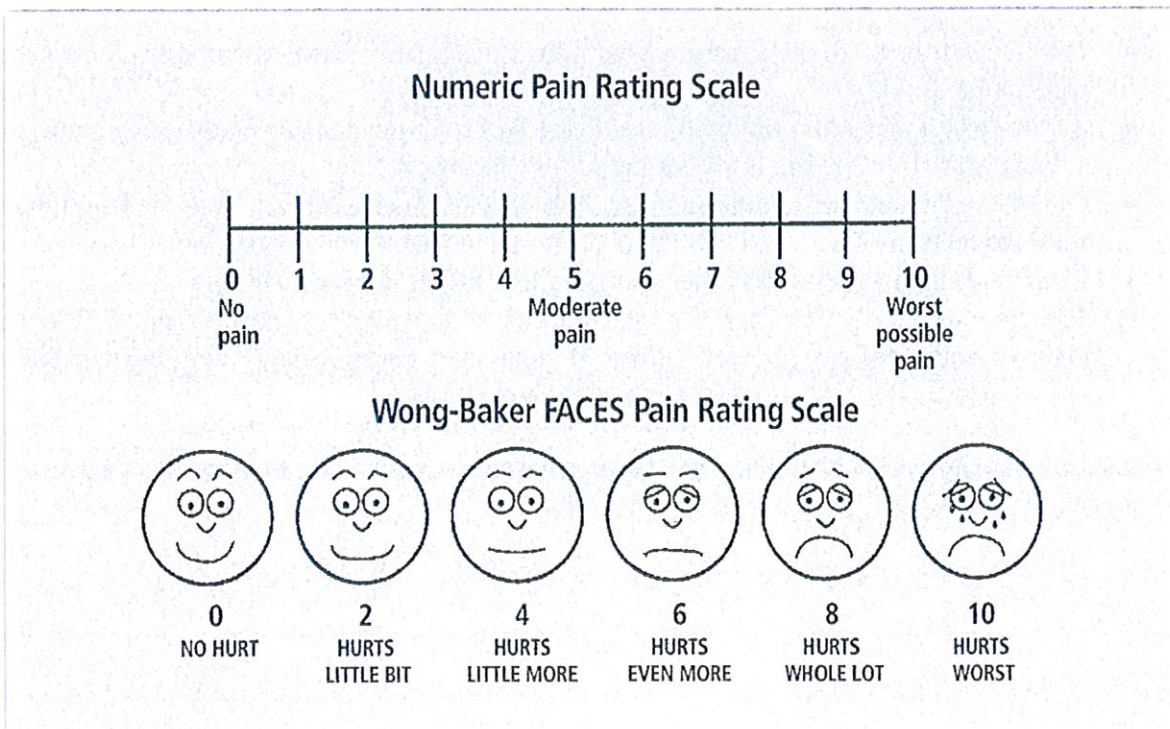 Numeric Pain Rating Scale
0 1 2 3 4 5 6 7 8 9 10
No Moderate Worst
pain pain possible
pain
Wong-Baker FACES Pain Rating Scale
0 2 4 6 8 10
NO HURT HURTS HURTS HURTS HURTS HURTS
LITTLE BIT LITTLE MORE EVEN MORE WHOLE LOT WORST